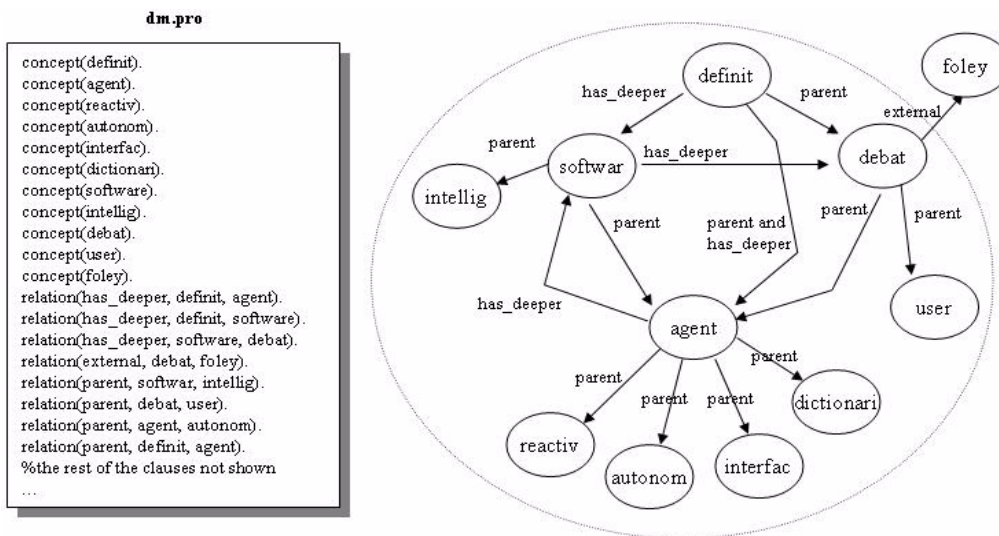 dm.pro
concept(definit).
concept(agent).
concept(reactiv).
concept(autonom).
concept(interfac).
concept(dictionari).
concept(software).
concept(intellig).
concept(debat).
concept(user).
concept(foley).
relation(has_deeper, definit, agent).
relation(has_deeper, definit, software).
relation(has_deeper, software, debat).
relation(external, debat, foley).
relation(parent, softwar, intellig).
relation(parent, debat, user).
relation(parent, agent, autonom).
relation(parent, definit, agent).
%the rest of the clauses not shown
...
foley
definit
has_deeper
parent
external
parent
softwar
has_deeper
debat
intellig
parent
parent and
has_deeper
parent
parent
has_deeper
user
agent
parent
parent
parent
parent
dictionari
reactiv
autonom
interfac